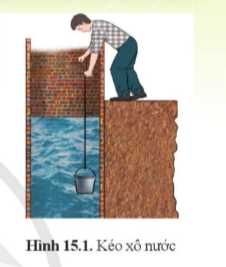 Hình 15.1. Kéo xô nước